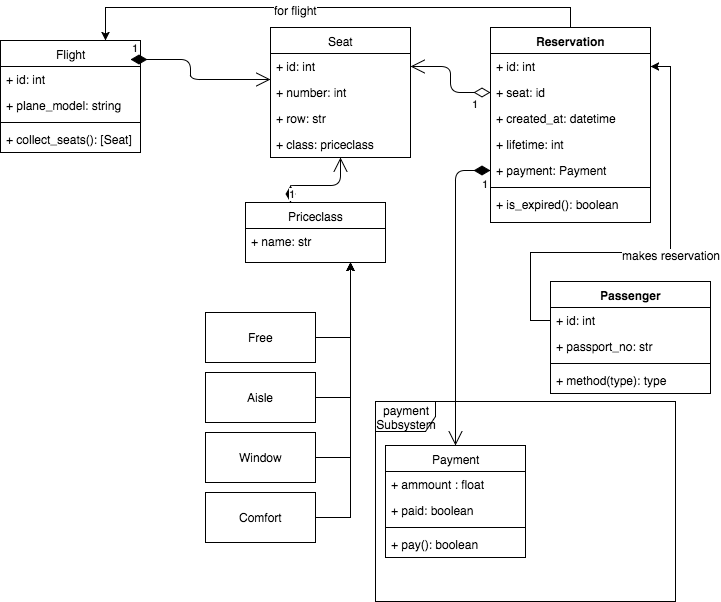 for flight
Flight
1
+ id: int
+ plane_model: string
+ collect_seats(): [Seat]
Seat
+ id: int
+ number: int
+ row: str
+ class: priceclass
Reservation
+ id: int
+ seat: id
+ created_at: datetime
+ lifetime: int
+ payment: Payment
+ is_expired(): boolean
1
1
1
Priceclass
+ name: str
makes reservation
Passenger
+ id: int
+ passport_no: str
+ method(type): type
Free
Aisle
Window
Comfort
payment
Subsystem
Payment
+ ammount : float
+ paid: boolean
+ pay(): boolean